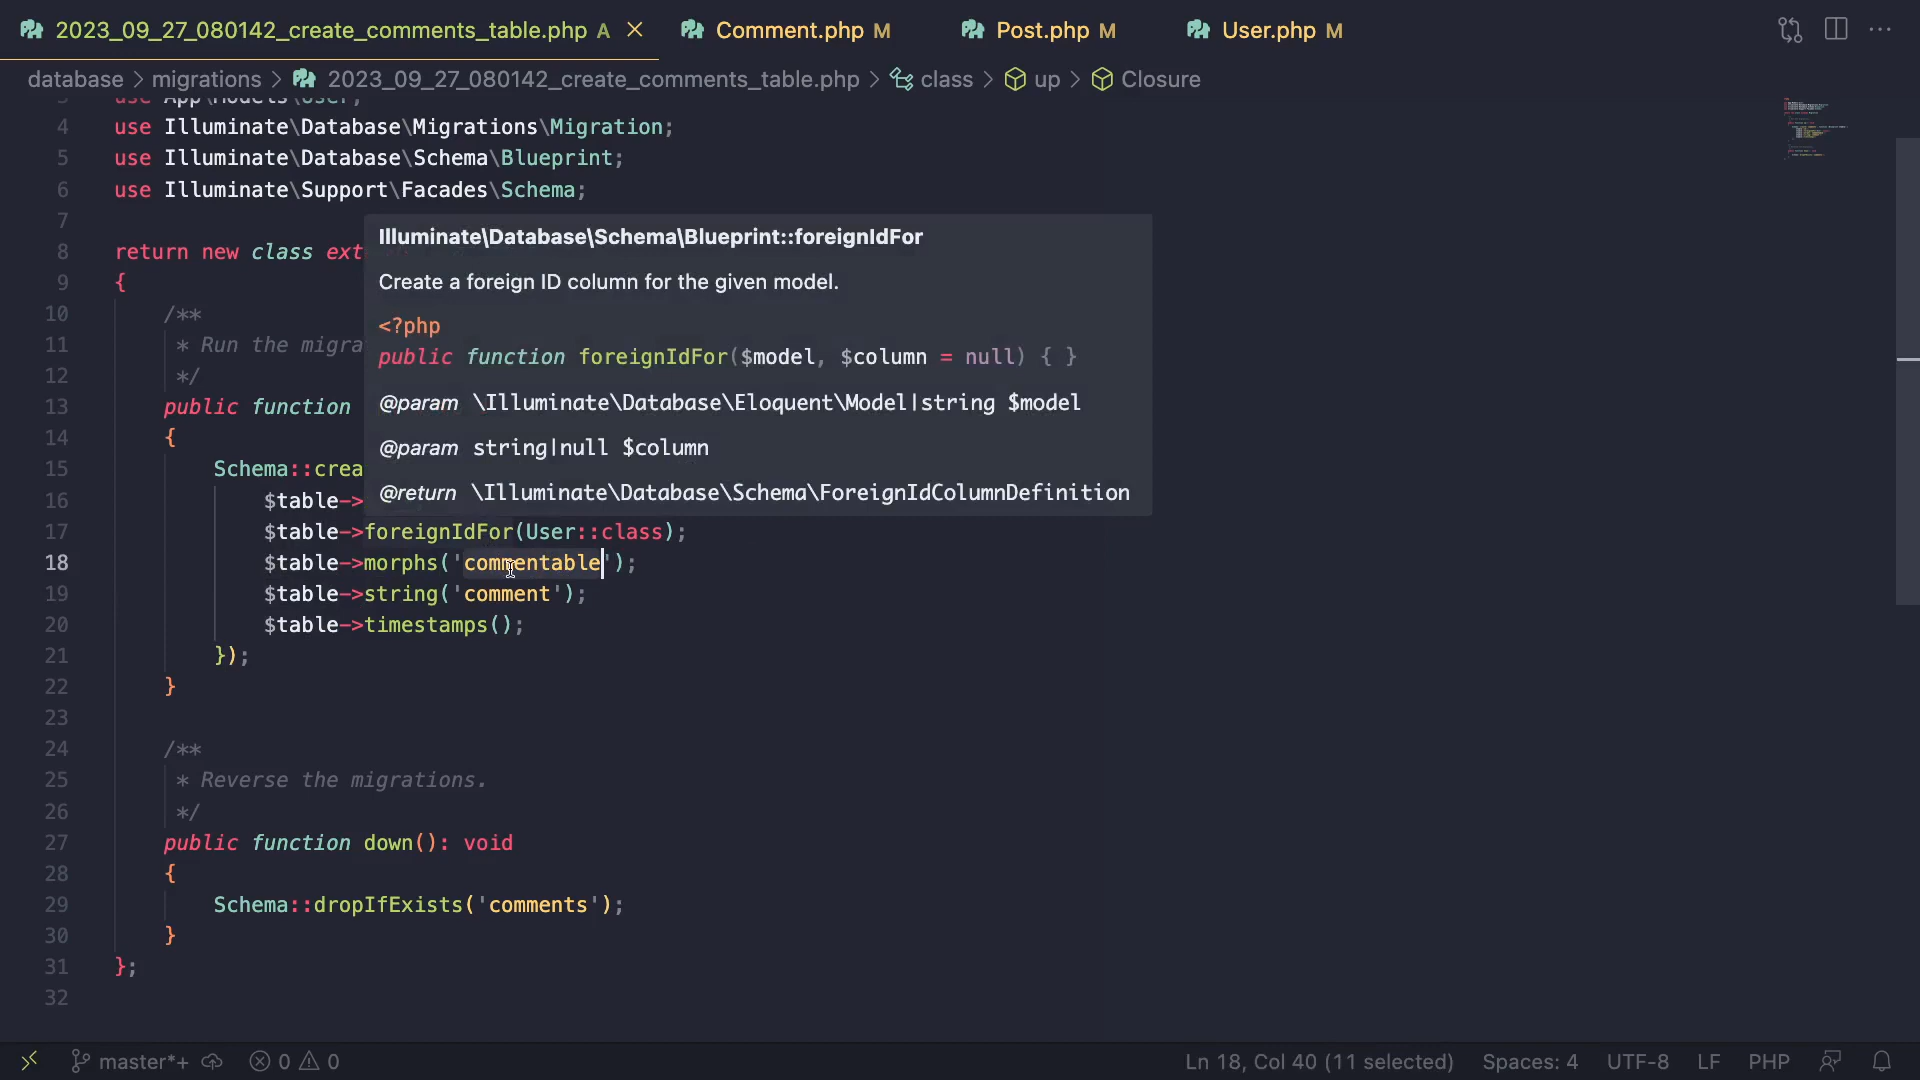 2023_09_27_080142_create_comments_table.php A
Comment.php M
Post.php M
User.php M
database > migrations > 2023_09_27_080142_create_comments_table.php > class > up > Closure
3 use App\Models\User;
4 use Illuminate\Database\Migrations\Migration;
5 use Illuminate\Database\Schema\Blueprint;
6 use Illuminate\Support\Facades\Schema;
7
8 return new class ext
9 {
10 /**
11 * Run the migra
12 */
13 public function
14 {
15 Schema::crea
16 $table->
17 $table->foreignIdFor(User::class);
18 $table->morphs('commentable');
19 $table->string('comment');
20 $table->timestamps();
21 });
22 }
23
24 /**
25 * Reverse the migrations.
26 */
27 public function down(): void
28 {
29 Schema::dropIfExists('comments');
30 }
31 };
32
Illuminate\Database\Schema\Blueprint::foreignIdFor
Create a foreign ID column for the given model.
<?php
public function foreignIdFor($model, $column = null) { }
@param \Illuminate\Database\Eloquent\Model|string $model
@param string|null $column
@return \Illuminate\Database\Schema\ForeignIdColumnDefinition
master*+ 0 0 Ln 18, Col 40 (11 selected) Spaces: 4 UTF-8 LF PHP